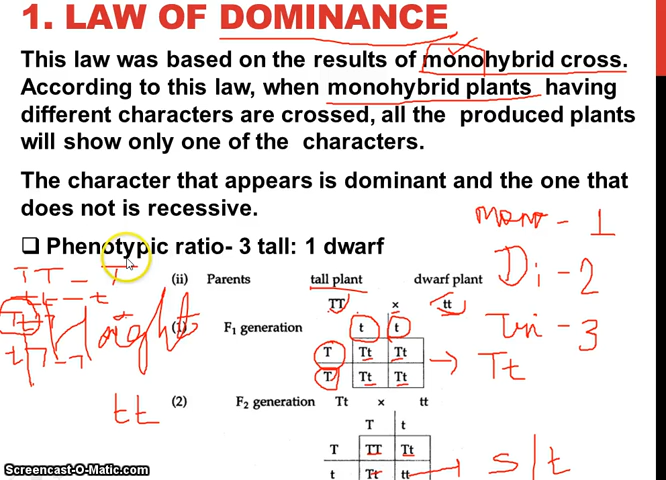 1. LAW OF DOMINANCE
This law was based on the results of monohybrid cross.
According to this law, when monohybrid plants having
different characters are crossed, all the produced plants
will show only one of the characters.
The character that appears is dominant and the one that
does not is recessive.
❑ Phenotypic ratio- 3 tall: 1 dwarf
mono - 1
Di - 2
Tri - 3
TT - T
tt - t
Tt
Height
tt
(ii) Parents tall plant dwarf plant
TT x tt
(1) F1 generation t t
T Tt Tt
T Tt Tt
→ Tt
(2) F2 generation Tt x tt
T t
T TT Tt
t Tt tt
s/t
Screencast-O-Matic.com